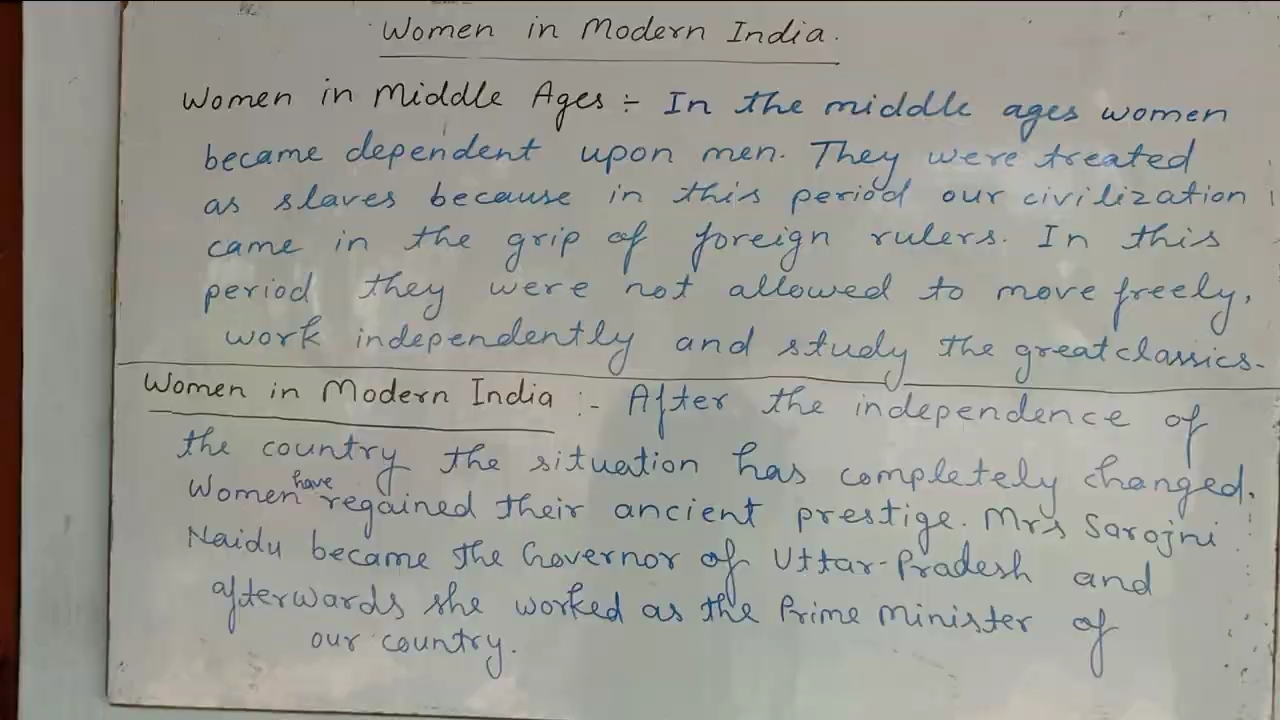 Women in Modern India.
Women in Middle Ages :- In the middle ages women
became dependent upon men. They were treated
as slaves because in this period our civilization
came in the grip of foreign rulers. In this
period they were not allowed to move freely,
work independently and study the great classics.
Women in Modern India :- After the independence of
the country the situation has completely changed.
Women have regained their ancient prestige. Mrs Sarojni
Naidu became the Governor of Uttar-Pradesh and
afterwards she worked as the Prime Minister of
our country.